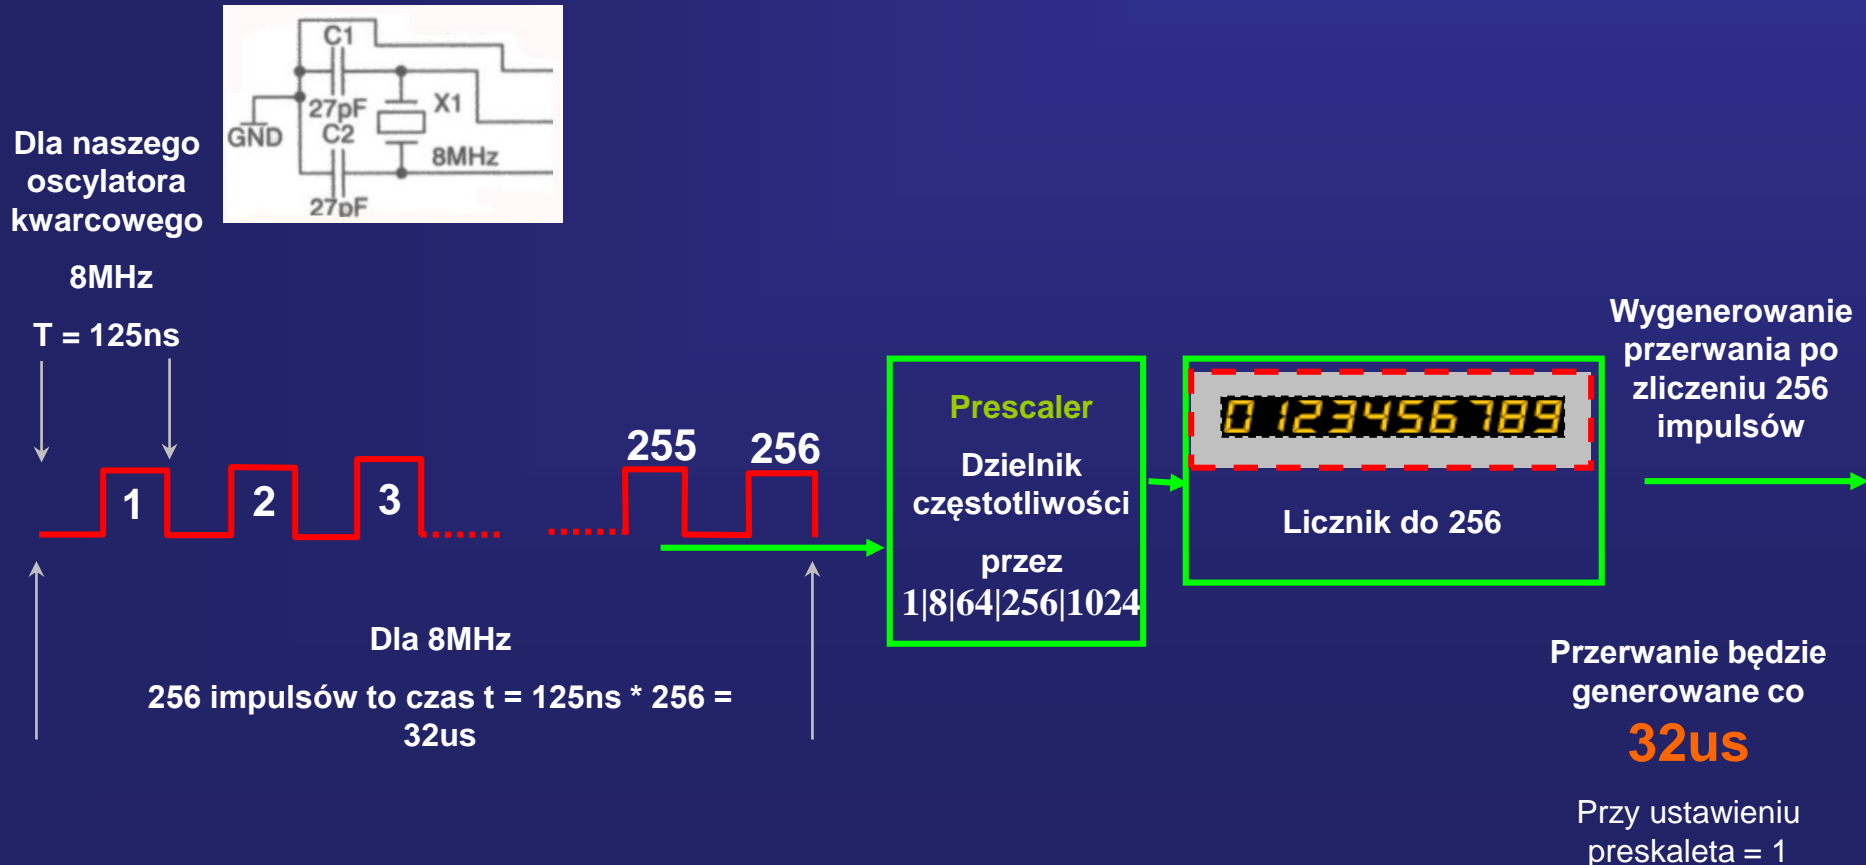 C1
27pF
GND
C2
X1
8MHz
27pF
Dla naszego
oscylatora
kwarcowego
8MHz
T = 125ns
1
2
3
255
256
Dla 8MHz
256 impulsów to czas t = 125ns * 256 =
32us
Prescaler
Dzielnik
częstotliwości
przez
1|8|64|256|1024
0123456789
Licznik do 256
Wygenerowanie
przerwania po
zliczeniu 256
impulsów
Przerwanie będzie
generowane co
32us
Przy ustawieniu
preskaleta = 1